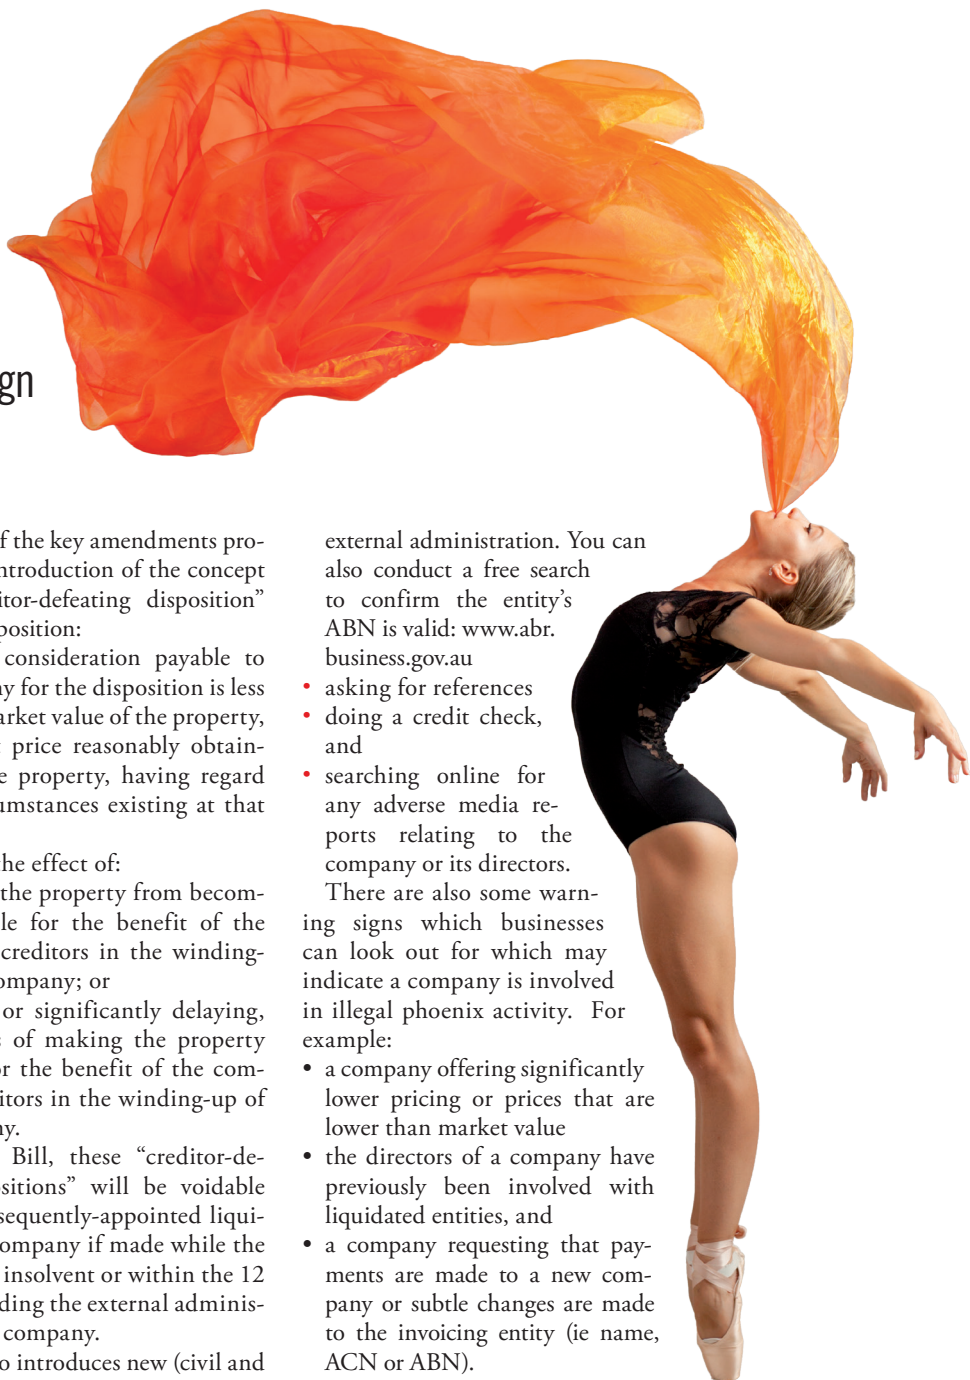 gn
f the key amendments pro-
ntroduction of the concept
itor-defeating disposition”
position:
consideration payable to
ny for the disposition is less
arket value of the property,
t price reasonably obtain-
e property, having regard
umstances existing at that
the effect of:
the property from becom-
le for the benefit of the
creditors in the winding-
ompany; or
or significantly delaying,
s of making the property
or the benefit of the com-
itors in the winding-up of
ny.
Bill, these “creditor-de-
sitions” will be voidable
sequently-appointed liqui-
ompany if made while the
insolvent or within the 12
ding the external adminis-
company.
o introduces new (civil and
external administration. You can
also conduct a free search
to confirm the entity’s
ABN is valid: www.abr.
business.gov.au
• asking for references
• doing a credit check,
and
• searching online for
any adverse media re-
ports relating to the
company or its directors.
There are also some warn-
ing signs which businesses
can look out for which may
indicate a company is involved
in illegal phoenix activity. For
example:
• a company offering significantly
lower pricing or prices that are
lower than market value
• the directors of a company have
previously been involved with
liquidated entities, and
• a company requesting that pay-
ments are made to a new com-
pany or subtle changes are made
to the invoicing entity (ie name,
ACN or ABN).